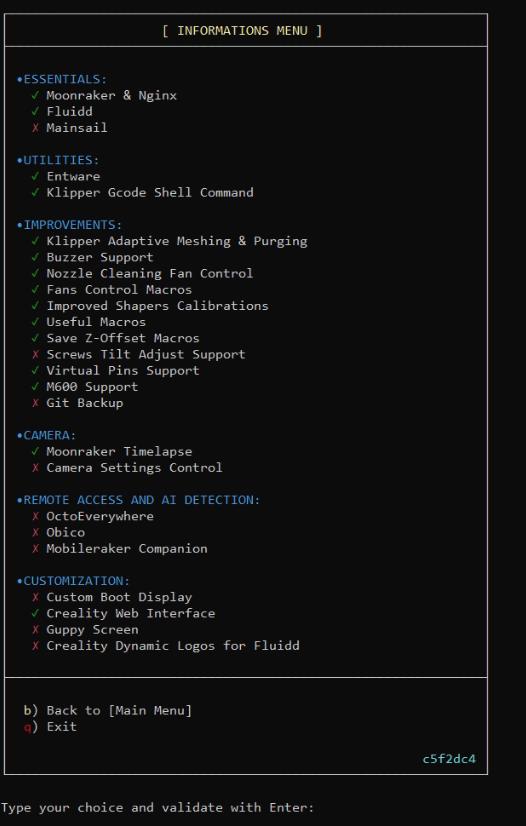 [ INFORMATIONS MENU ]
•ESSENTIALS:
✓ Moonraker & Nginx
✓ Fluidd
✗ Mainsail
•UTILITIES:
✓ Entware
✓ Klipper Gcode Shell Command
•IMPROVEMENTS:
✓ Klipper Adaptive Meshing & Purging
✓ Buzzer Support
✓ Nozzle Cleaning Fan Control
✓ Fans Control Macros
✓ Improved Shapers Calibrations
✓ Useful Macros
✓ Save Z-Offset Macros
✗ Screws Tilt Adjust Support
✓ Virtual Pins Support
✓ M600 Support
✗ Git Backup
•CAMERA:
✓ Moonraker Timelapse
✗ Camera Settings Control
•REMOTE ACCESS AND AI DETECTION:
✗ OctoEverywhere
✗ Obico
✗ Mobileraker Companion
•CUSTOMIZATION:
✗ Custom Boot Display
✓ Creality Web Interface
✗ Guppy Screen
✗ Creality Dynamic Logos for Fluidd
b) Back to [Main Menu]
q) Exit
c5f2dc4
Type your choice and validate with Enter: